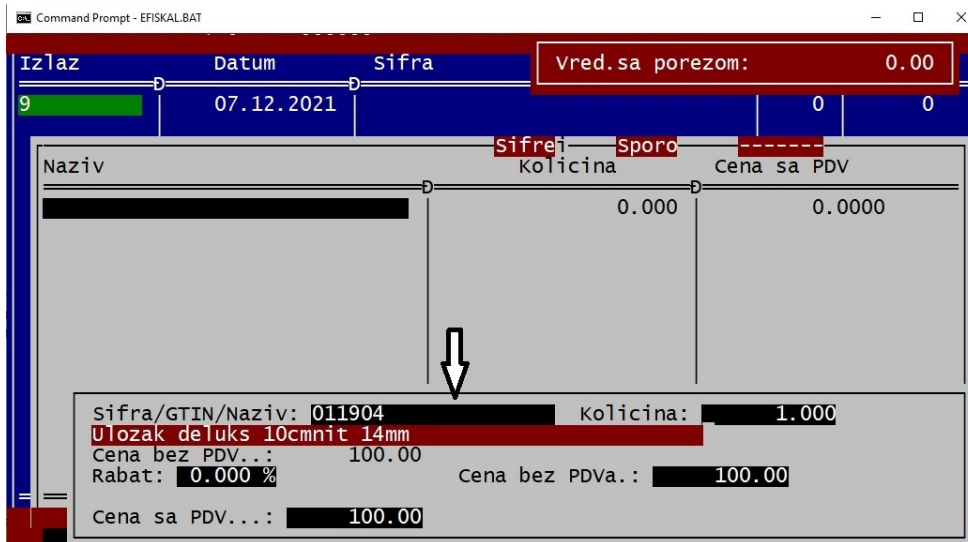 Command Prompt - EFISKAL.BAT
Izlaz Datum Sifra Vred.sa porezom: 0.00
9 07.12.2021 0 0
Sifrei Sporo -------
Naziv Kolicina Cena sa PDV
0.000 0.0000
Sifra/GTIN/Naziv: 011904 Kolicina: 1.000
Ulozak deluks 10cmnit 14mm
Cena bez PDV..: 100.00
Rabat: 0.000 % Cena bez PDVa.: 100.00
Cena sa PDV...: 100.00